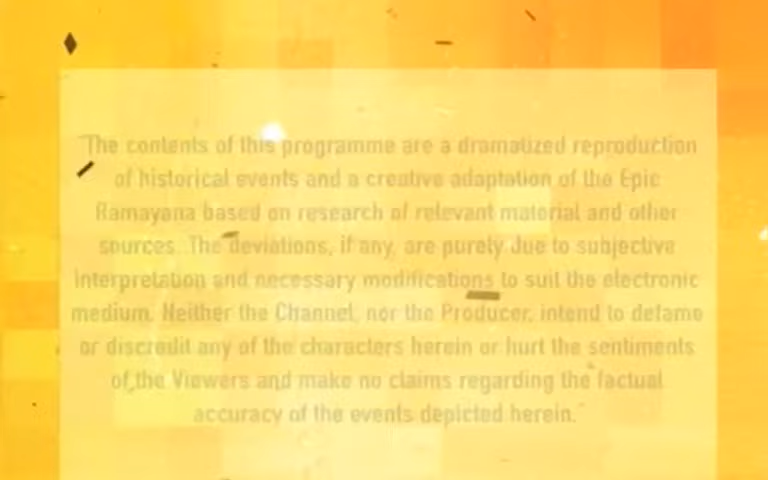 "The contents of this programme are a dramatized reproduction
of historical events and a creative adaptation of the Epic
Ramayana based on research of relevant material and other
sources. The deviations, if any, are purely due to subjective
interpretation and necessary modifications to suit the electronic
medium. Neither the Channel, nor the Producer, intend to defame
or discredit any of the characters herein or hurt the sentiments
of the Viewers and make no claims regarding the factual
accuracy of the events depicted herein."